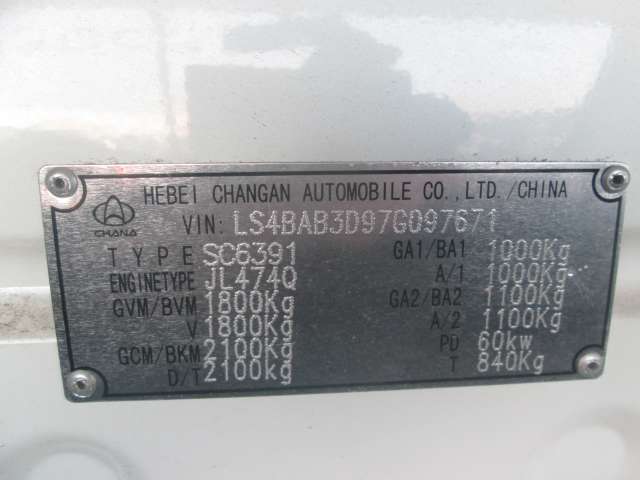 HEBEI CHANGAN AUTOMOBILE CO.,LTD./CHINA
CHANA
VIN: LS4BAB3D97G097671
TYPE SC6391
ENGINETYPE JL474Q
GVM/BVM 1800Kg
V 1800Kg
GCM/BKM 2100Kg
D/T 2100kg
GA1/BA1 1000Kg
A/1 1000Kg
GA2/BA2 1100Kg
A/2 1100Kg
PD 60kw
T 840Kg